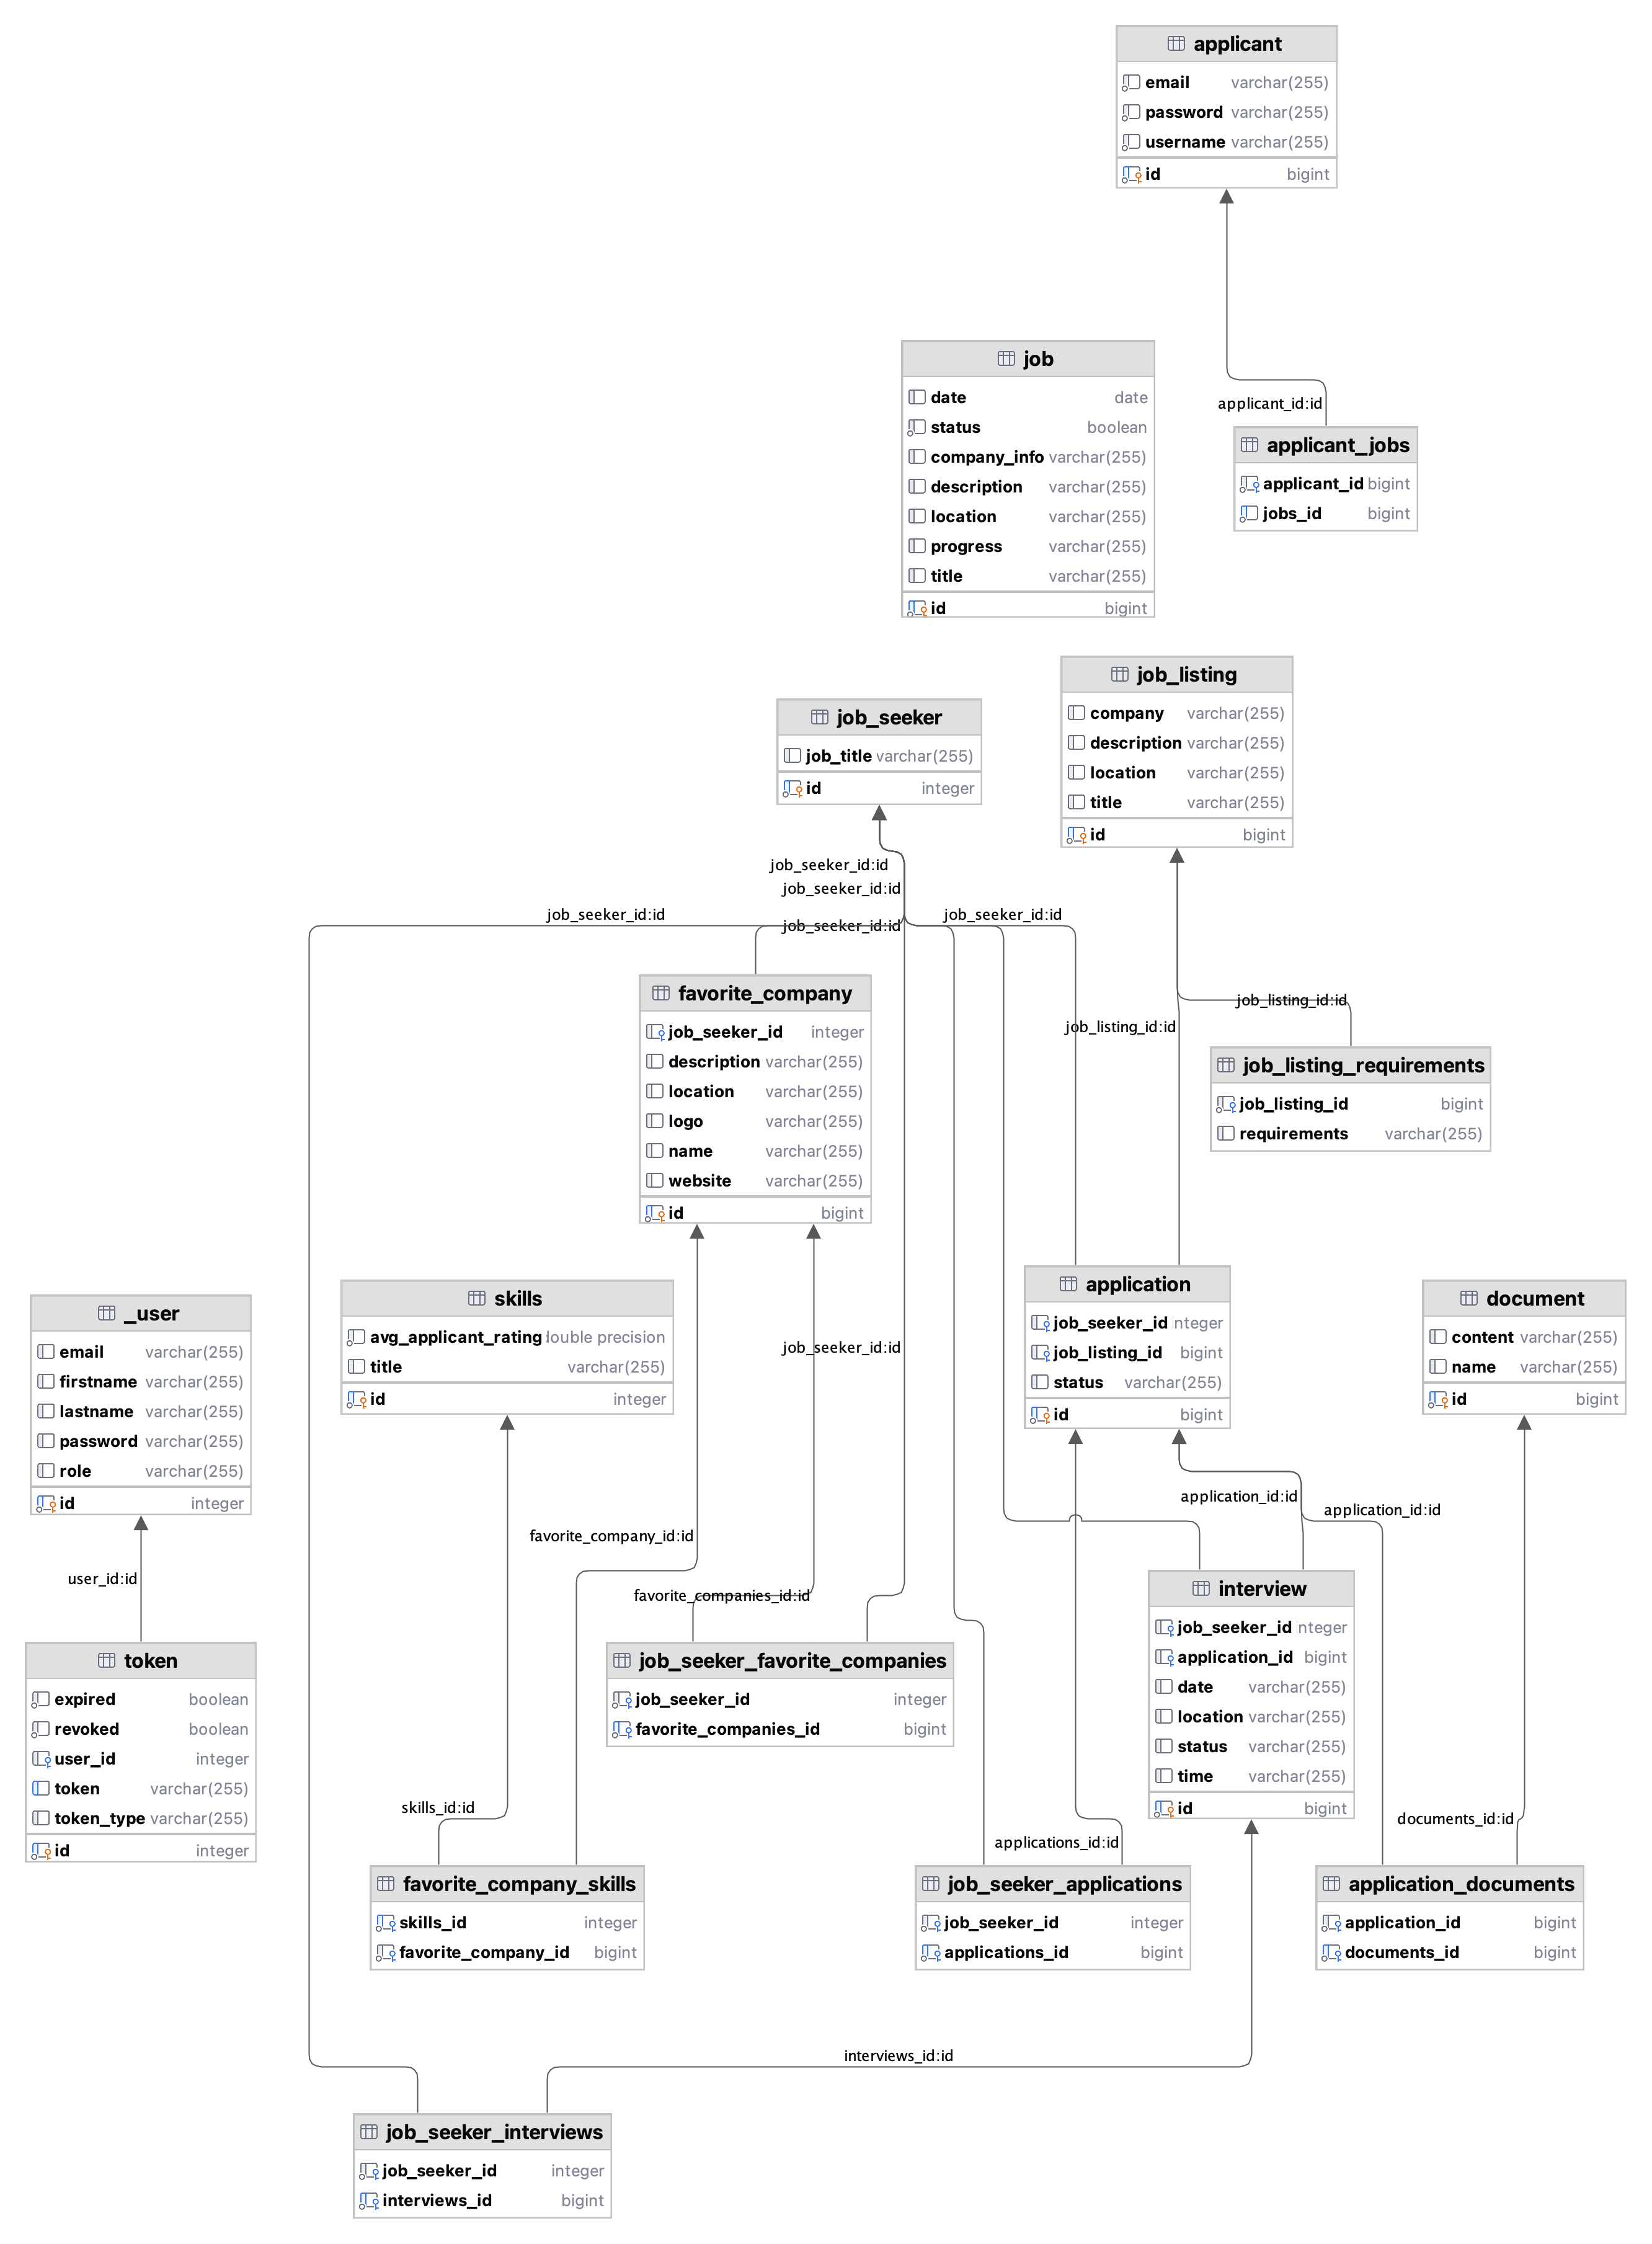 applicant
email varchar(255)
password varchar(255)
username varchar(255)
id bigint
applicant_id:id
job
date date
status boolean
company_info varchar(255)
description varchar(255)
location varchar(255)
progress varchar(255)
title varchar(255)
id bigint
applicant_jobs
applicant_id bigint
jobs_id bigint
job_listing
company varchar(255)
description varchar(255)
location varchar(255)
title varchar(255)
id bigint
job_seeker
job_title varchar(255)
id integer
job_seeker_id:id
job_seeker_id:id
job_seeker_id:id
job_seeker_id:id
job_seeker_id:id
favorite_company
job_seeker_id integer
description varchar(255)
location varchar(255)
logo varchar(255)
name varchar(255)
website varchar(255)
id bigint
job_listing_id:id
job_listing_id:id
job_listing_requirements
job_listing_id bigint
requirements varchar(255)
_user
email varchar(255)
firstname varchar(255)
lastname varchar(255)
password varchar(255)
role varchar(255)
id integer
skills
avg_applicant_rating double precision
title varchar(255)
id integer
job_seeker_id:id
application
job_seeker_id integer
job_listing_id bigint
status varchar(255)
id bigint
document
content varchar(255)
name varchar(255)
id bigint
application_id:id
application_id:id
favorite_company_id:id
user_id:id
favorite_companies_id:id
token
expired boolean
revoked boolean
user_id integer
token varchar(255)
token_type varchar(255)
id integer
job_seeker_favorite_companies
job_seeker_id integer
favorite_companies_id bigint
interview
job_seeker_id integer
application_id bigint
date varchar(255)
location varchar(255)
status varchar(255)
time varchar(255)
id bigint
skills_id:id
applications_id:id
documents_id:id
favorite_company_skills
skills_id integer
favorite_company_id bigint
job_seeker_applications
job_seeker_id integer
applications_id bigint
application_documents
application_id bigint
documents_id bigint
interviews_id:id
job_seeker_interviews
job_seeker_id integer
interviews_id bigint